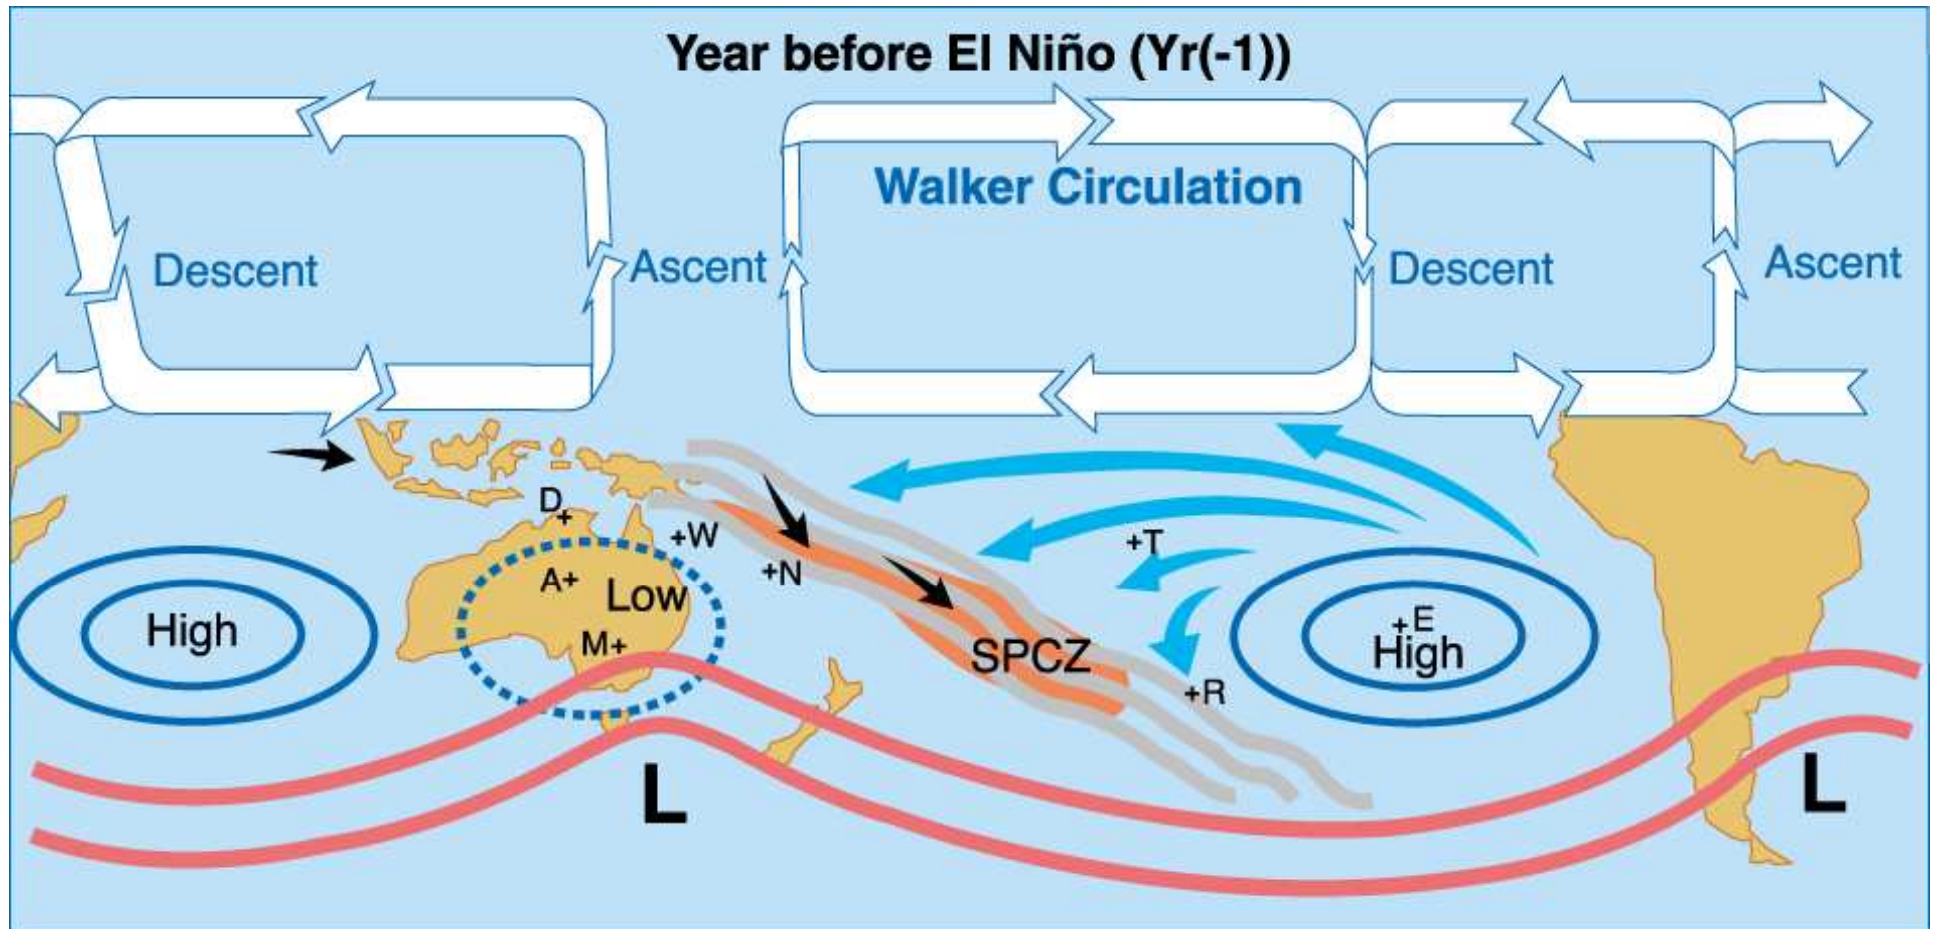 Year before El Niño (Yr(-1))
Walker Circulation
Descent
Ascent
Descent
Ascent
D+
+W
+T
A+
+N
Low
High
+E
High
M+
SPCZ
+R
L
L